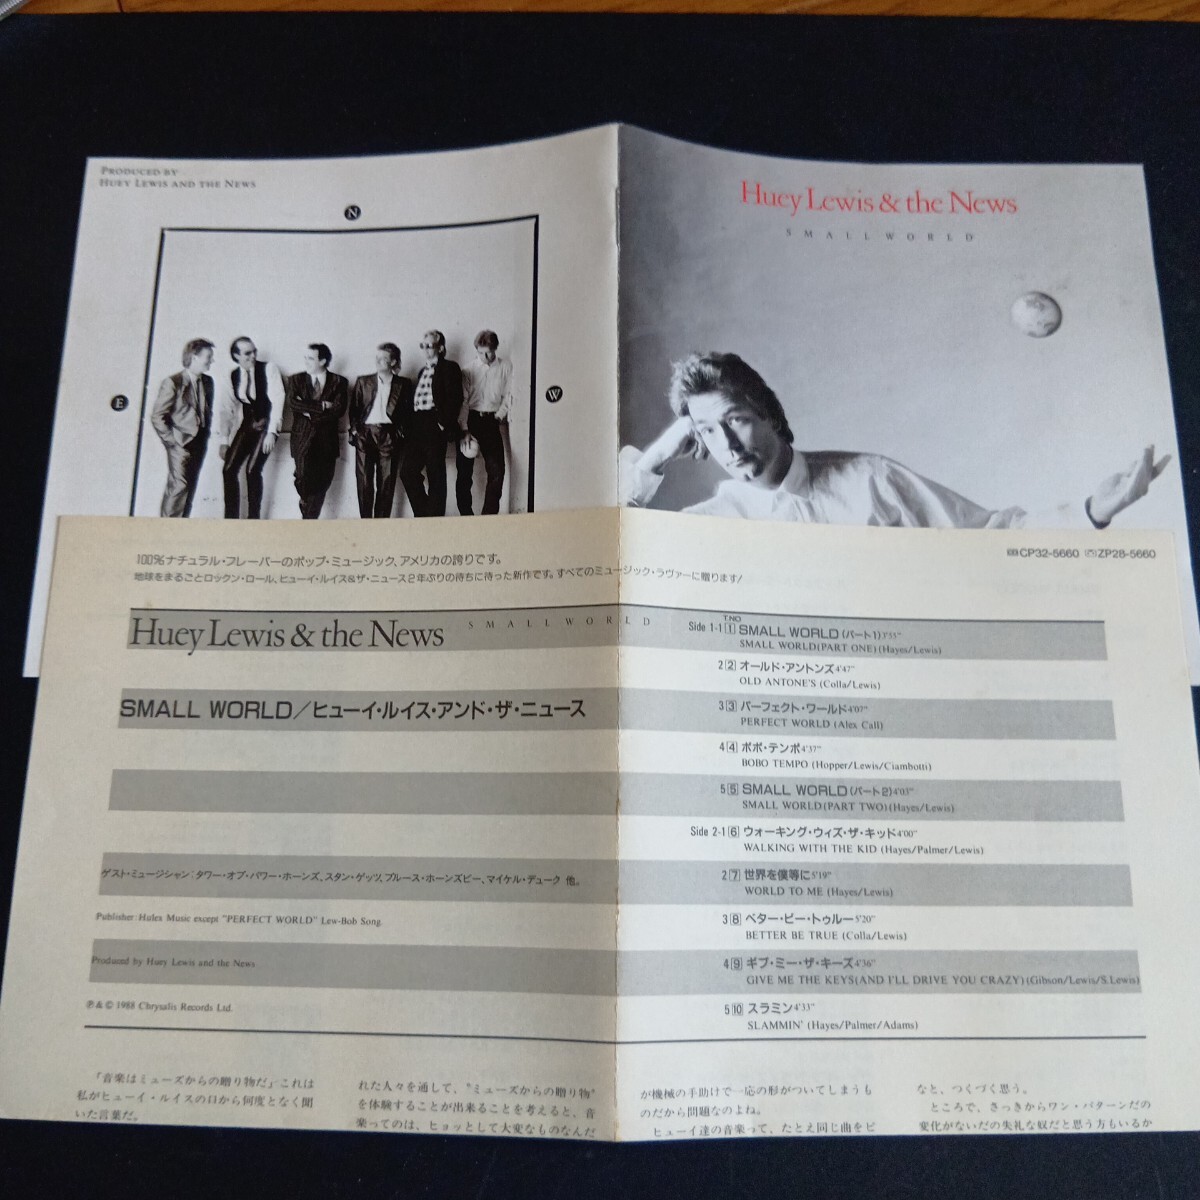 PRODUCED BY
HUEY LEWIS AND THE NEWS
N
E
W
Huey Lewis & the News
SMALL WORLD
100%ナチュラル・フレーバーのポップ・ミュージック、アメリカの誇りです。
地球をまるごとロックン・ロール、ヒューイ・ルイス&ザ・ニュース2年ぶりの待ちに待った新作です。すべてのミュージック・ラヴァーに贈ります!
CP32-5660 ZP28-5660
Huey Lewis & the News SMALL WORLD
SMALL WORLD/ヒューイ・ルイス・アンド・ザ・ニュース
ゲスト・ミュージシャン:タワー・オブ・パワー・ホーンズ、スタン・ゲッツ、ブルース・ホーンズビー、マイケル・デューク 他。
Publisher: Hulex Music except "PERFECT WORLD" Lew-Bob Song.
Produced by Huey Lewis and the News
℗&©1988 Chrysalis Records Ltd.
T.NO
Side 1-1 1 SMALL WORLD(パート1)3'55"
SMALL WORLD(PART ONE)(Hayes/Lewis)
2 2 オールド・アントンズ4'47"
OLD ANTONE'S (Colla/Lewis)
3 3 パーフェクト・ワールド4'07"
PERFECT WORLD (Alex Call)
4 4 ボボ・テンポ4'37"
BOBO TEMPO (Hopper/Lewis/Ciambotti)
5 5 SMALL WORLD(パート2)4'03"
SMALL WORLD(PART TWO)(Hayes/Lewis)
Side 2-1 6 ウォーキング・ウィズ・ザ・キッド4'00"
WALKING WITH THE KID (Hayes/Palmer/Lewis)
2 7 世界を僕等に5'19"
WORLD TO ME (Hayes/Lewis)
3 8 ベター・ビー・トゥルー5'20"
BETTER BE TRUE (Colla/Lewis)
4 9 ギブ・ミー・ザ・キーズ4'36"
GIVE ME THE KEYS(AND I'LL DRIVE YOU CRAZY)(Gibson/Lewis/S.Lewis)
5 10 スラミン4'33"
SLAMMIN' (Hayes/Palmer/Adams)
「音楽はミューズからの贈り物だ」これは
私がヒューイ・ルイスの口から何度となく聞
いた言葉だ。
れた人々を通して、"ミューズからの贈り物"
を体験することが出来ることを考えると、音
楽ってのは、ヒョッとして大変なものなんだ
が機械の手助けで一応の形がついてしまうも
のだから問題なのよね。
ヒューイ達の音楽って、たとえ同じ曲をピ
なと、つくづく思う。
ところで、さっきからワン・パターンだの
変化がないだの失礼な奴だと思う方もいるか